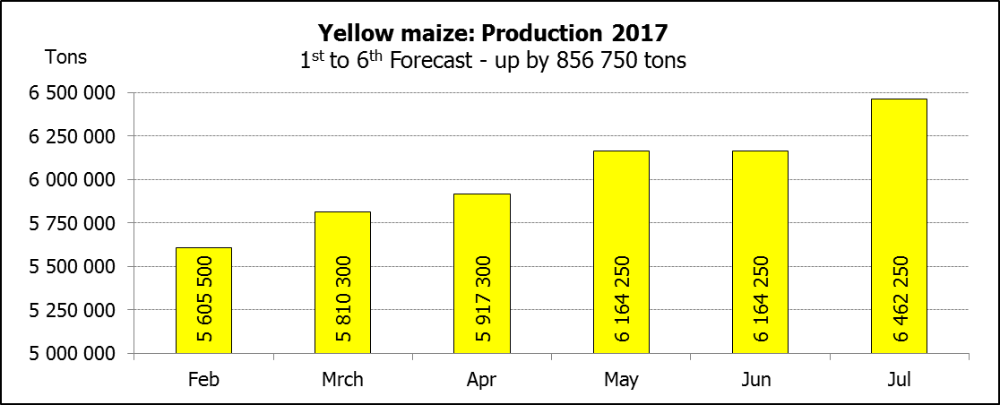 Yellow maize: Production 2017
1st to 6th Forecast - up by 856 750 tons
Tons
6 500 000
6 250 000
6 000 000
5 750 000
5 500 000
5 250 000
5 000 000
5 605 500
5 810 300
5 917 300
6 164 250
6 164 250
6 462 250
Feb
Mrch
Apr
May
Jun
Jul